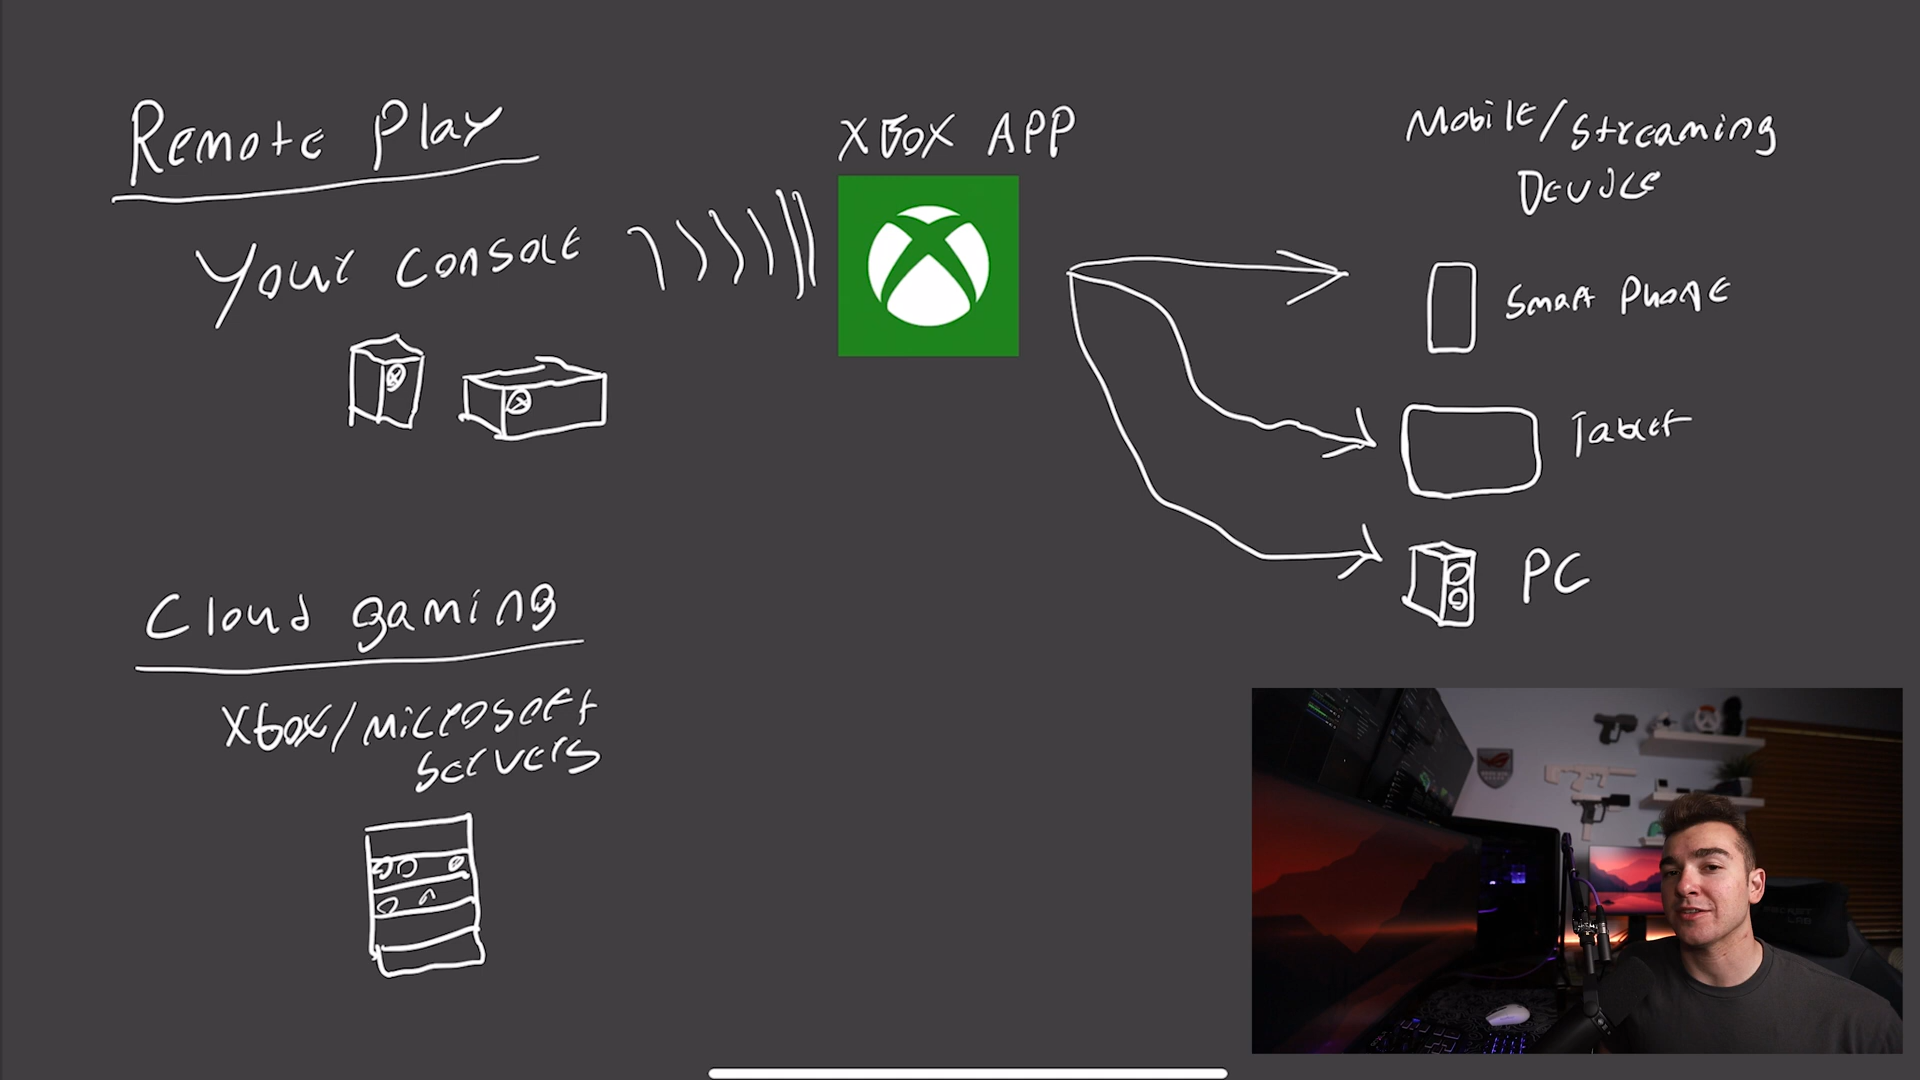 Remote Play
Your console
XBOX APP
Mobile/Streaming
Device
Smart Phone
Tablet
PC
Cloud gaming
Xbox/Microsoft
Servers